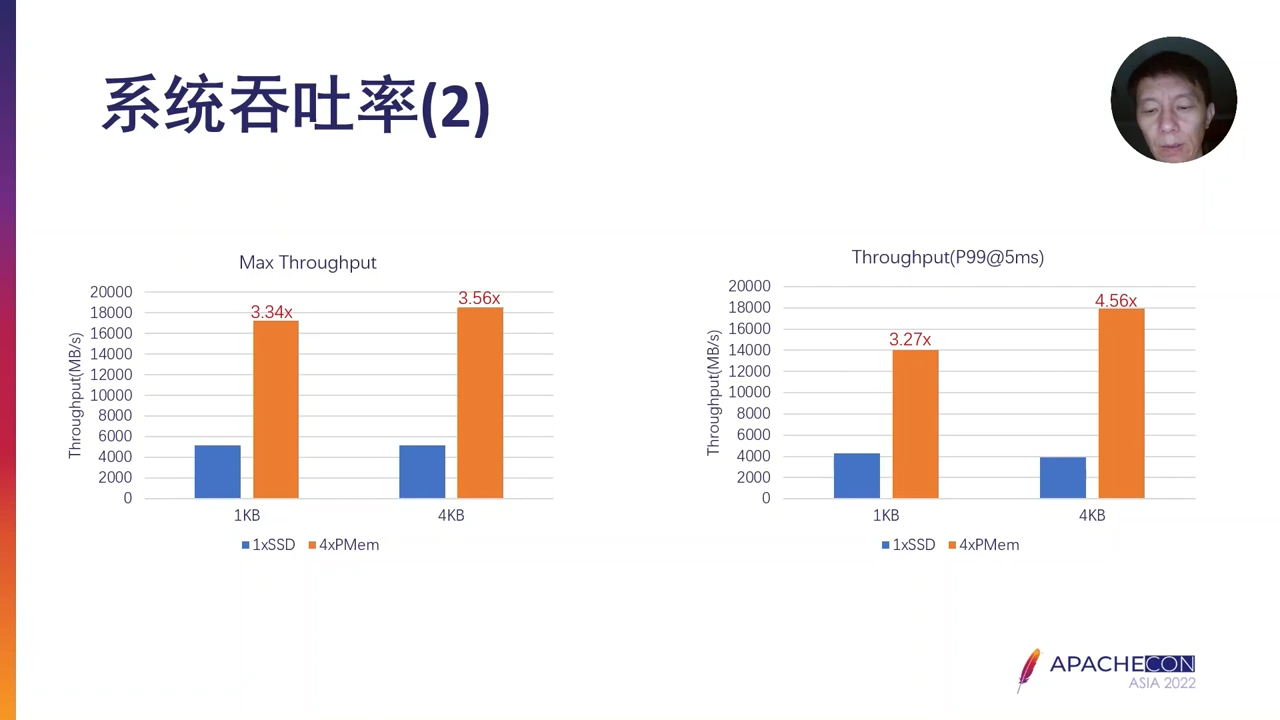 系统吞吐率(2)
Max Throughput
Throughput(MB/s)
20000
18000
16000
14000
12000
10000
8000
6000
4000
2000
0
3.34x
3.56x
1KB
4KB
1xSSD
4xPMem
Throughput(P99@5ms)
Throughput(MB/s)
20000
18000
16000
14000
12000
10000
8000
6000
4000
2000
0
3.27x
4.56x
1KB
4KB
1xSSD
4xPMem
APACHECON
ASIA 2022